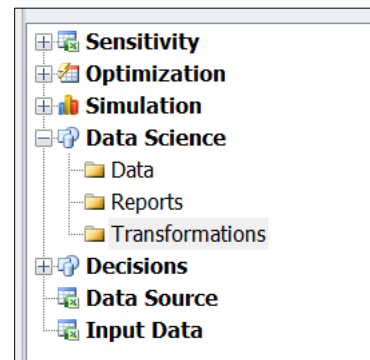 Sensitivity
Optimization
Simulation
Data Science
Data
Reports
Transformations
Decisions
Data Source
Input Data